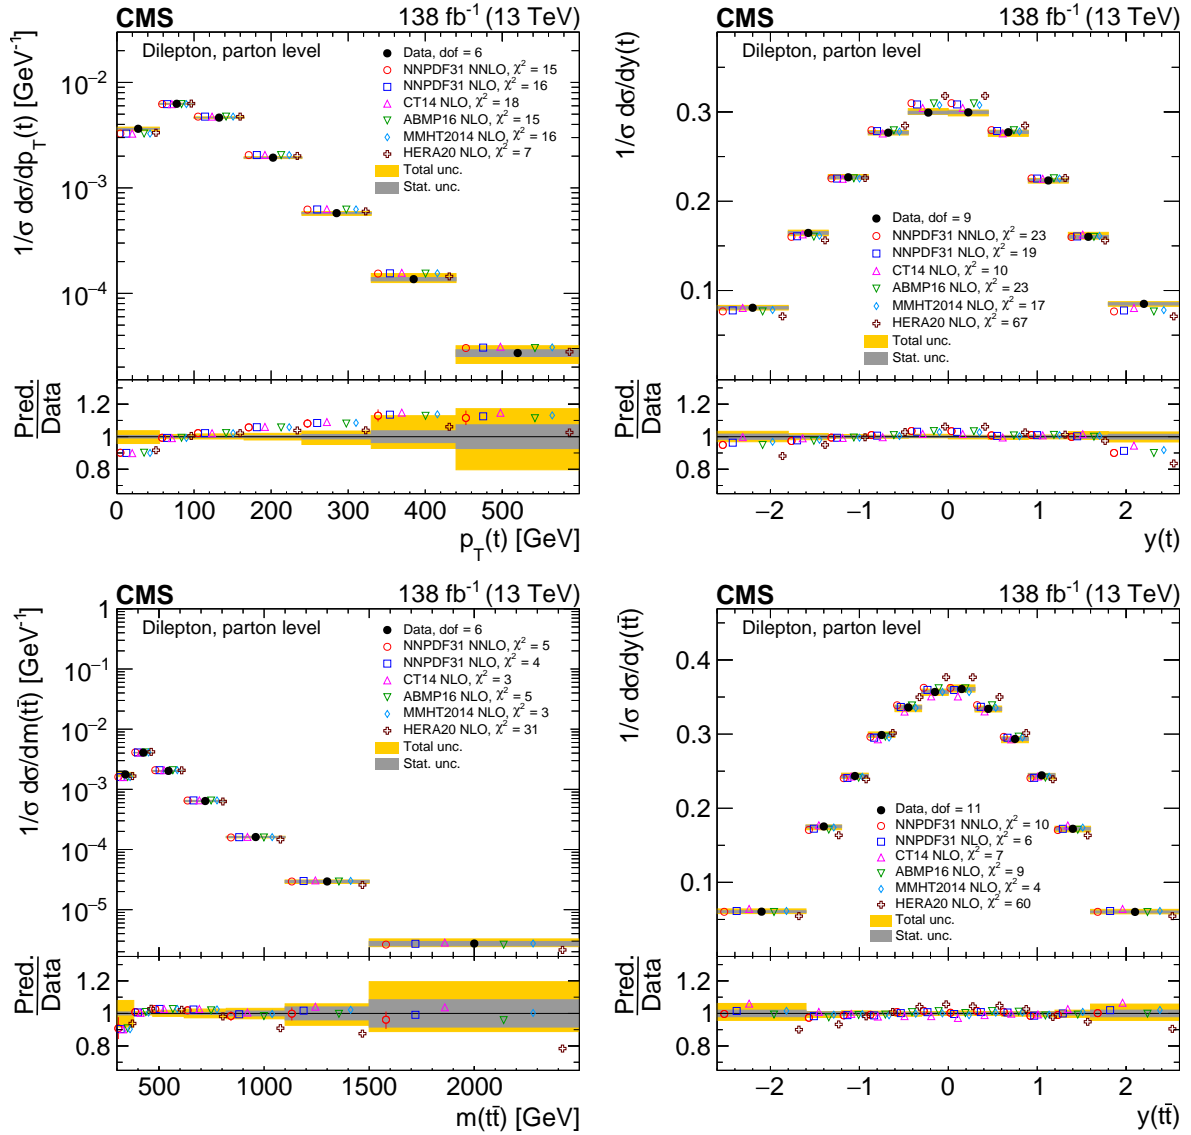 CMS 138 fb⁻¹ (13 TeV)
Dilepton, parton level
Data, dof = 6
NNPDF31 NNLO, χ² = 15
NNPDF31 NLO, χ² = 16
CT14 NLO, χ² = 18
ABMP16 NLO, χ² = 15
MMHT2014 NLO, χ² = 16
HERA20 NLO, χ² = 7
Total unc.
Stat. unc.
1/σ dσ/dp_T(t) [GeV⁻¹]
10⁻²
10⁻³
10⁻⁴
Pred.
Data
1.2
1
0.8
0 100 200 300 400 500
p_T(t) [GeV]
CMS 138 fb⁻¹ (13 TeV)
Dilepton, parton level
1/σ dσ/dy(t)
0.3
0.2
0.1
Data, dof = 9
NNPDF31 NNLO, χ² = 23
NNPDF31 NLO, χ² = 19
CT14 NLO, χ² = 10
ABMP16 NLO, χ² = 23
MMHT2014 NLO, χ² = 17
HERA20 NLO, χ² = 67
Total unc.
Stat. unc.
Pred.
Data
1.2
1
0.8
−2 −1 0 1 2
y(t)
CMS 138 fb⁻¹ (13 TeV)
Dilepton, parton level
Data, dof = 6
NNPDF31 NNLO, χ² = 5
NNPDF31 NLO, χ² = 4
CT14 NLO, χ² = 3
ABMP16 NLO, χ² = 5
MMHT2014 NLO, χ² = 3
HERA20 NLO, χ² = 31
Total unc.
Stat. unc.
1/σ dσ/dm(tt̄) [GeV⁻¹]
1
10⁻¹
10⁻²
10⁻³
10⁻⁴
10⁻⁵
Pred.
Data
1.2
1
0.8
500 1000 1500 2000
m(tt̄) [GeV]
CMS 138 fb⁻¹ (13 TeV)
Dilepton, parton level
1/σ dσ/dy(tt̄)
0.4
0.3
0.2
0.1
Data, dof = 11
NNPDF31 NNLO, χ² = 10
NNPDF31 NLO, χ² = 6
CT14 NLO, χ² = 7
ABMP16 NLO, χ² = 9
MMHT2014 NLO, χ² = 4
HERA20 NLO, χ² = 60
Total unc.
Stat. unc.
Pred.
Data
1.2
1
0.8
−2 −1 0 1 2
y(tt̄)